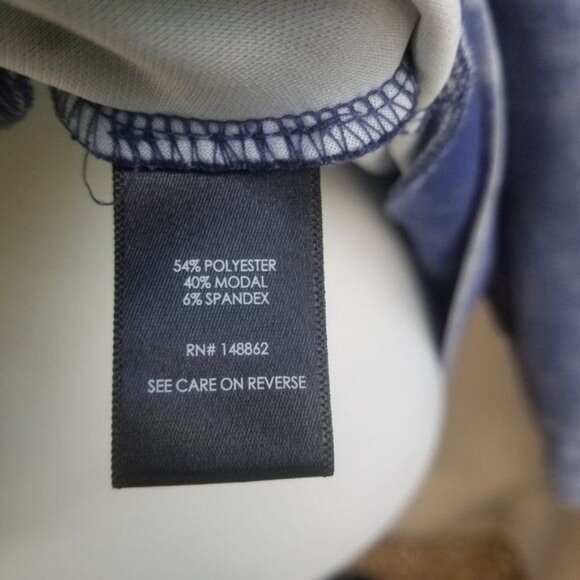 54% POLYESTER
40% MODAL
6% SPANDEX
RN# 148862
SEE CARE ON REVERSE